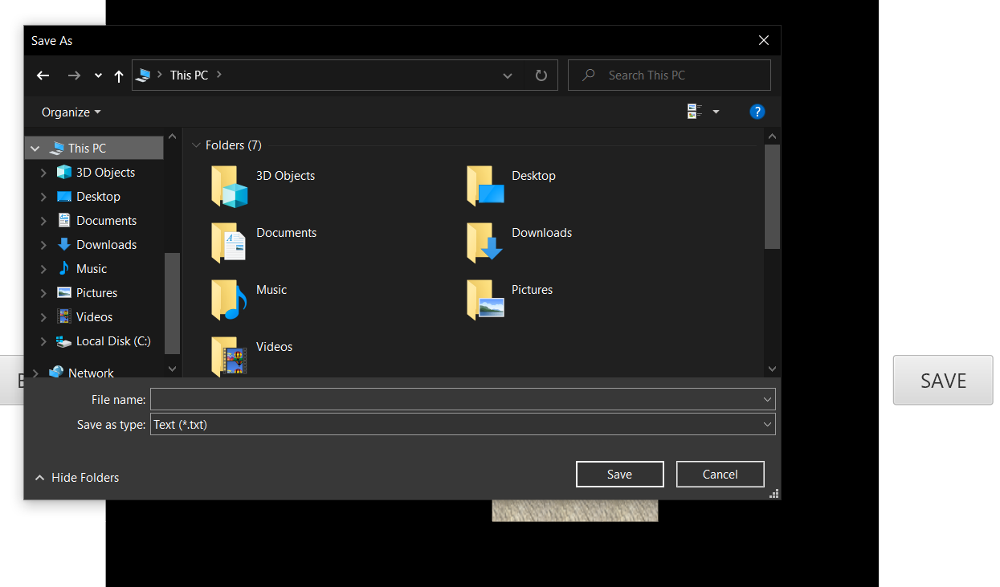 Save As
This PC
Search This PC
Organize
?
This PC
3D Objects
Desktop
Documents
Downloads
Music
Pictures
Videos
Local Disk (C:)
Network
Folders (7)
3D Objects
Desktop
Documents
Downloads
Music
Pictures
Videos
SAVE
File name:
Save as type: Text (*.txt)
Hide Folders
Save
Cancel